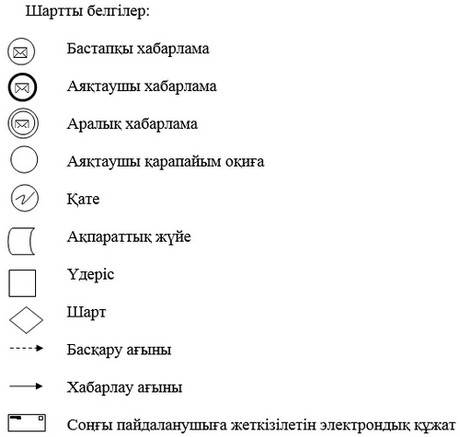 Шартты белгілер:
Бастапқы хабарлама
Аяқтаушы хабарлама
Аралық хабарлама
Аяқтаушы қарапайым оқиға
Қате
Ақпараттық жүйе
Үдеріс
Шарт
Басқару ағыны
Хабарлау ағыны
Соңғы пайдаланушыға жеткізілетін электрондық құжат